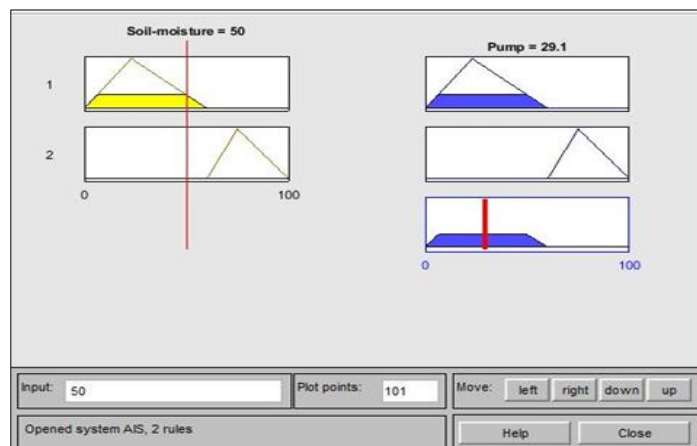 Soil-moisture = 50
Pump = 29.1
1
2
0 100
0 100
Input: 50 Plot points: 101 Move: left right down up
Opened system AIS, 2 rules Help Close